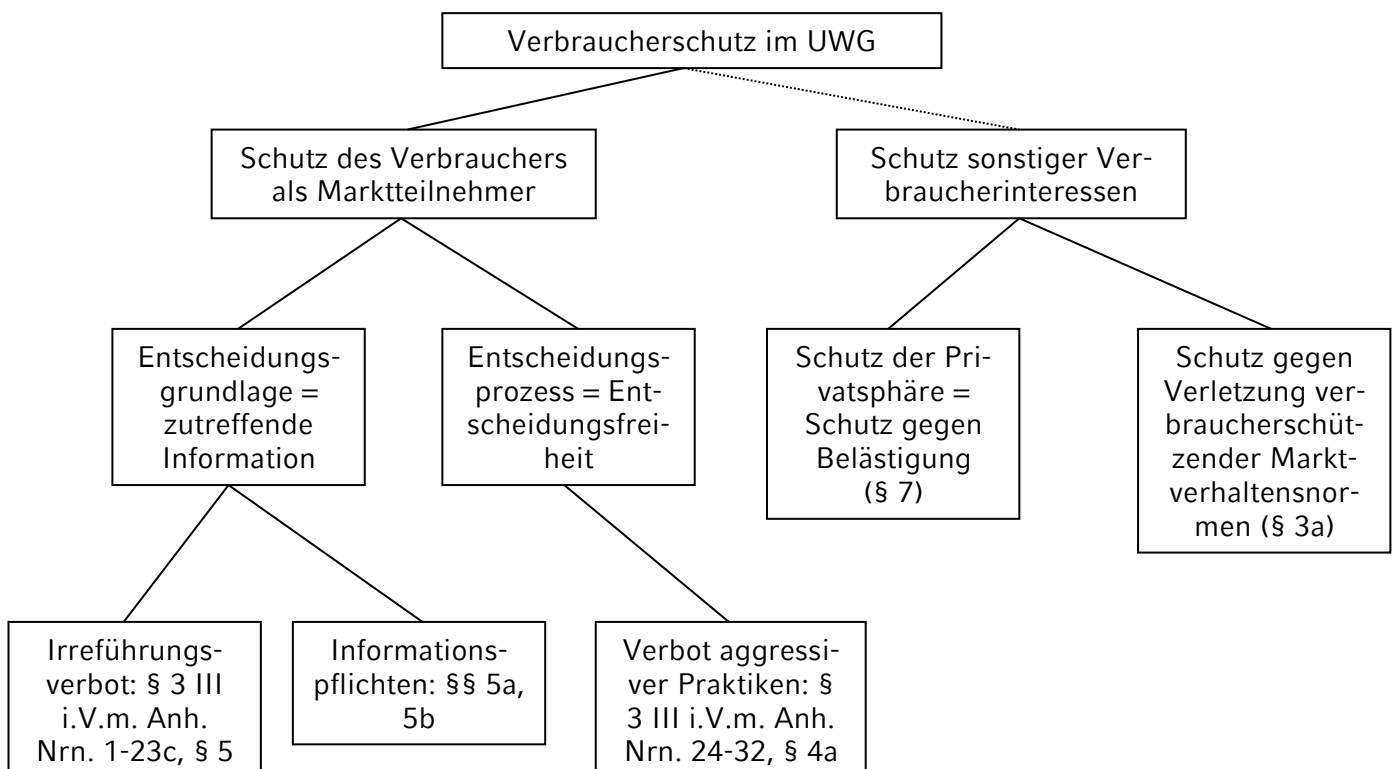 Verbraucherschutz im UWG
Schutz des Verbrauchers
als Marktteilnehmer
Schutz sonstiger Ver-
braucherinteressen
Entscheidungs-
grundlage =
zutreffende
Information
Entscheidungs-
prozess = Ent-
scheidungsfrei-
heit
Schutz der Pri-
vatsphäre =
Schutz gegen
Belästigung
(§ 7)
Schutz gegen
Verletzung ver-
braucherschüt-
zender Markt-
verhaltensnor-
men (§ 3a)
Irreführungs-
verbot: § 3 III
i.V.m. Anh.
Nrn. 1-23c, § 5
Informations-
pflichten: §§ 5a,
5b
Verbot aggressi-
ver Praktiken: §
3 III i.V.m. Anh.
Nrn. 24-32, § 4a